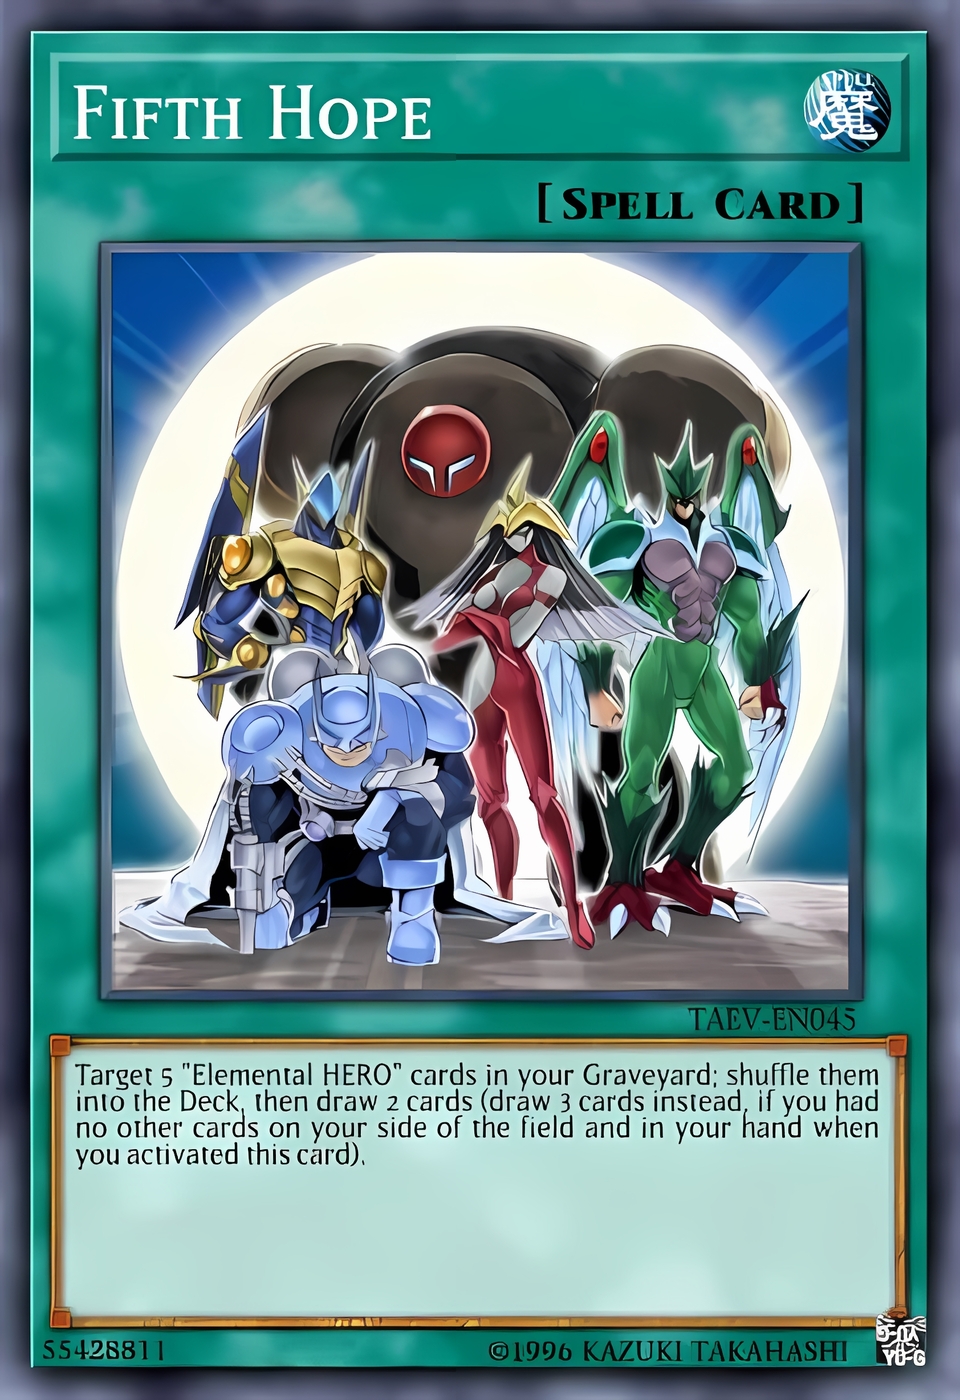 FIFTH HOPE
魔
[SPELL CARD]
TAEV-EN045
Target 5 "Elemental HERO" cards in your Graveyard; shuffle them
into the Deck, then draw 2 cards (draw 3 cards instead, if you had
no other cards on your side of the field and in your hand when
you activated this card).
55428811
©1996 KAZUKI TAKAHASHI